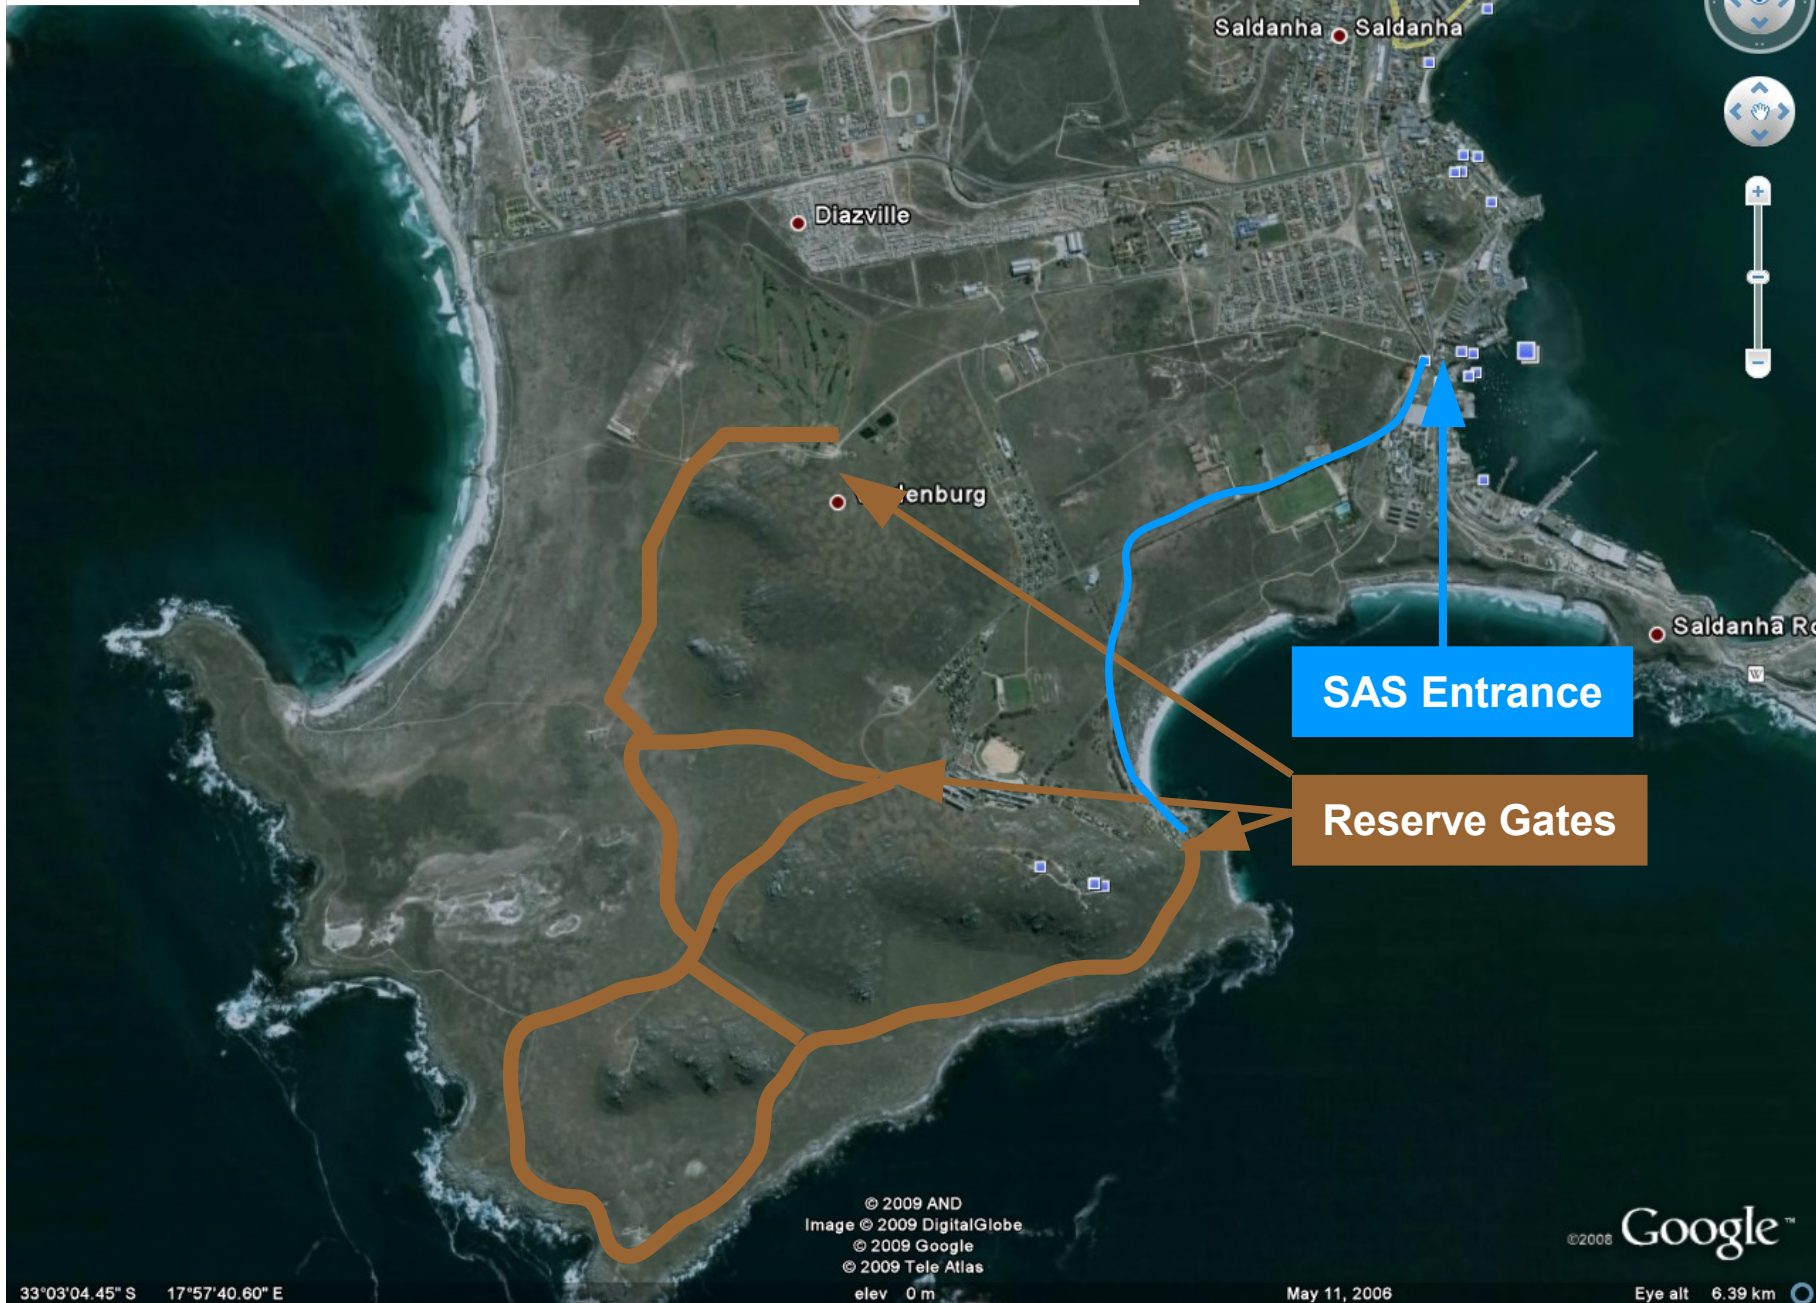 Saldanha Saldanha
Diazville
enburg
Saldanha Ro
W
SAS Entrance
Reserve Gates
© 2009 AND
Image © 2009 DigitalGlobe
© 2009 Google
© 2009 Tele Atlas
©2008 Google™
33°03'04.45" S 17°57'40.60" E elev 0 m May 11, 2006 Eye alt 6.39 km